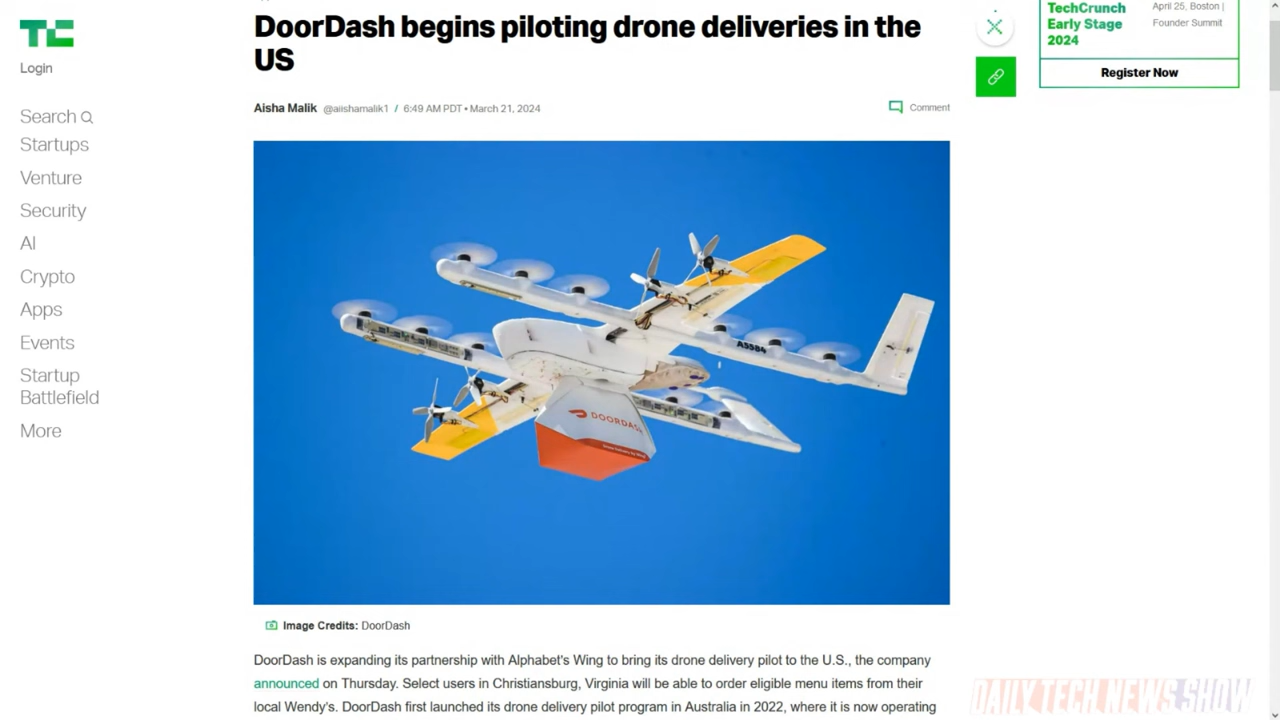 DoorDash begins piloting drone deliveries in the
US
Aisha Malik @aiishamalik1 / 6:49 AM PDT • March 21, 2024
Comment
TC
Login
Search
Startups
Venture
Security
AI
Crypto
Apps
Events
Startup
Battlefield
More
TechCrunch
Early Stage
2024
April 25, Boston |
Founder Summit
Register Now
A5584
DOORDASH
Image Credits: DoorDash
DoorDash is expanding its partnership with Alphabet's Wing to bring its drone delivery pilot to the U.S., the company
announced on Thursday. Select users in Christiansburg, Virginia will be able to order eligible menu items from their
local Wendy's. DoorDash first launched its drone delivery pilot program in Australia in 2022, where it is now operating
DAILY TECH NEWS SHOW